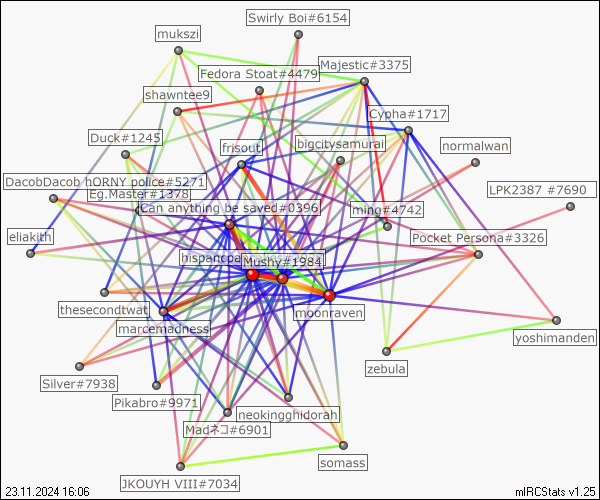 Swirly Boi#6154
mukszi
Majestic#3375
Fedora Stoat#4479
shawntee9
Cypha#1717
Duck#1245
bigcitysamurai
normalwan
frisout
DacobDacob hORNY police#5271
Eg.Master#1378
LPK2387 #7690
Can anything be saved#0396
ming#4742
eliakith
Pocket Persona#3326
Mushy#1984
thesecondtwat
moonraven
marcemadness
yoshimanden
zebula
Silver#7938
Pikabro#9971
neokingghidorah
Madネコ#6901
somass
JKOUYH VIII#7034
23.11.2024 16:06
mIRCStats v1.25